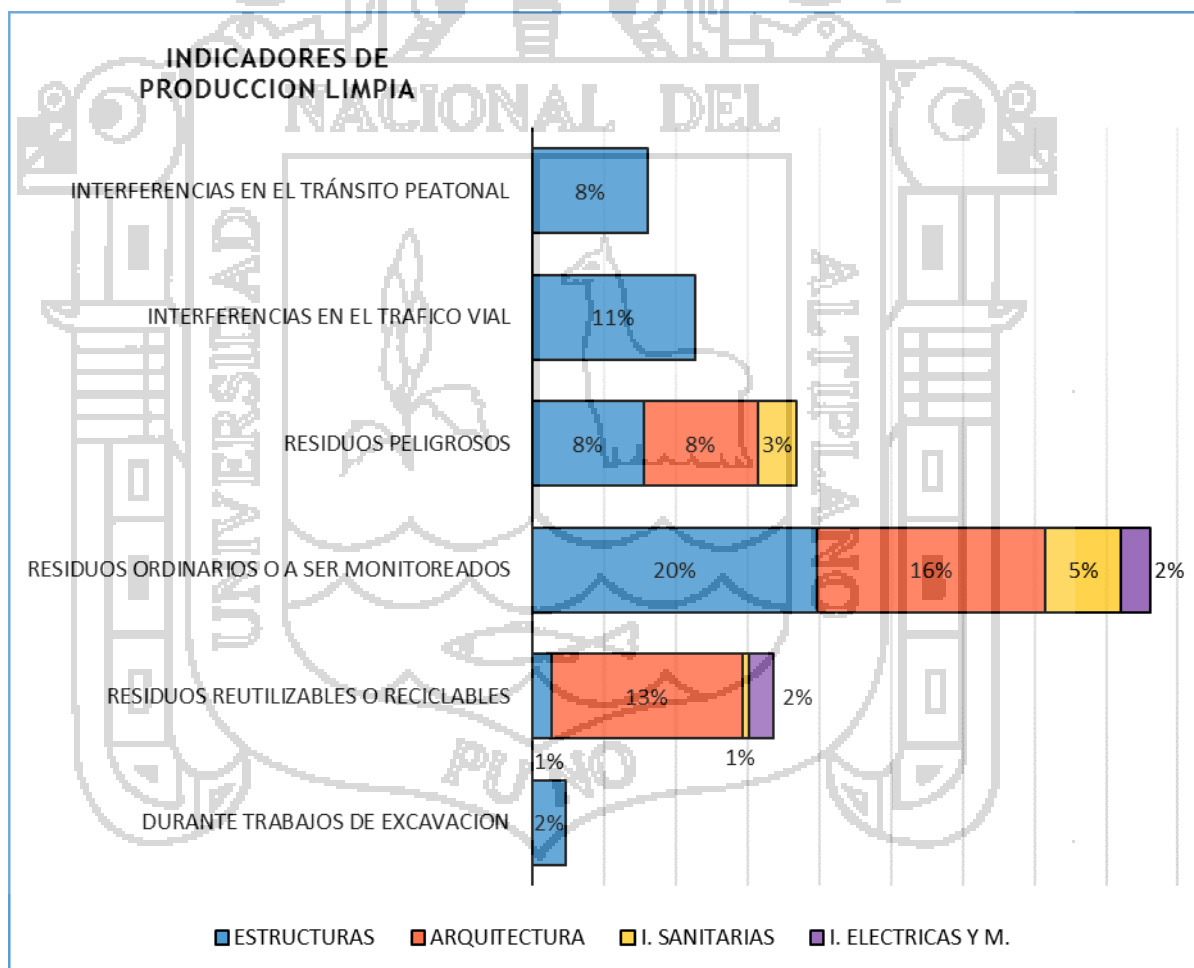 INDICADORES DE
PRODUCCION LIMPIA
NACIONAL DEL
UNIVERSIDAD
ALTIPLANO
PUNO
INTERFERENCIAS EN EL TRÁNSITO PEATONAL
8%
INTERFERENCIAS EN EL TRAFICO VIAL
11%
RESIDUOS PELIGROSOS
8% 8% 3%
RESIDUOS ORDINARIOS O A SER MONITOREADOS
20% 16% 5% 2%
RESIDUOS REUTILIZABLES O RECICLABLES
13% 2%
1% 1%
DURANTE TRABAJOS DE EXCAVACION
2%
ESTRUCTURAS ARQUITECTURA I. SANITARIAS I. ELECTRICAS Y M.